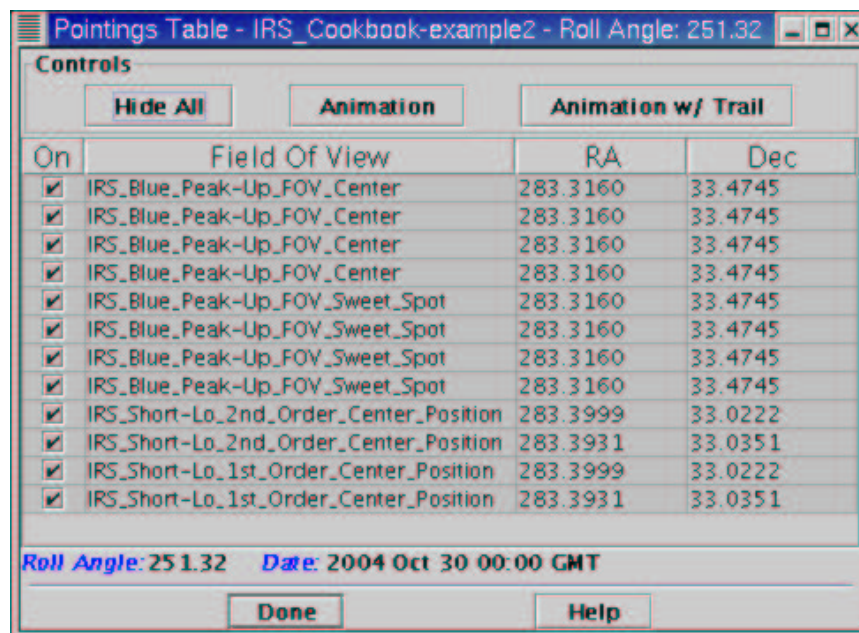 Pointings Table - IRS_Cookbook-example2 - Roll Angle: 251.32
Controls
Hide All Animation Animation w/ Trail
On Field Of View RA Dec
IRS_Blue_Peak-Up_FOV_Center 283.3160 33.4745
IRS_Blue_Peak-Up_FOV_Center 283.3160 33.4745
IRS_Blue_Peak-Up_FOV_Center 283.3160 33.4745
IRS_Blue_Peak-Up_FOV_Center 283.3160 33.4745
IRS_Blue_Peak-Up_FOV_Sweet_Spot 283.3160 33.4745
IRS_Blue_Peak-Up_FOV_Sweet_Spot 283.3160 33.4745
IRS_Blue_Peak-Up_FOV_Sweet_Spot 283.3160 33.4745
IRS_Blue_Peak-Up_FOV_Sweet_Spot 283.3160 33.4745
IRS_Short-Lo_2nd_Order_Center_Position 283.3999 33.0222
IRS_Short-Lo_2nd_Order_Center_Position 283.3931 33.0351
IRS_Short-Lo_1st_Order_Center_Position 283.3999 33.0222
IRS_Short-Lo_1st_Order_Center_Position 283.3931 33.0351
Roll Angle: 251.32 Date: 2004 Oct 30 00:00 GMT
Done Help